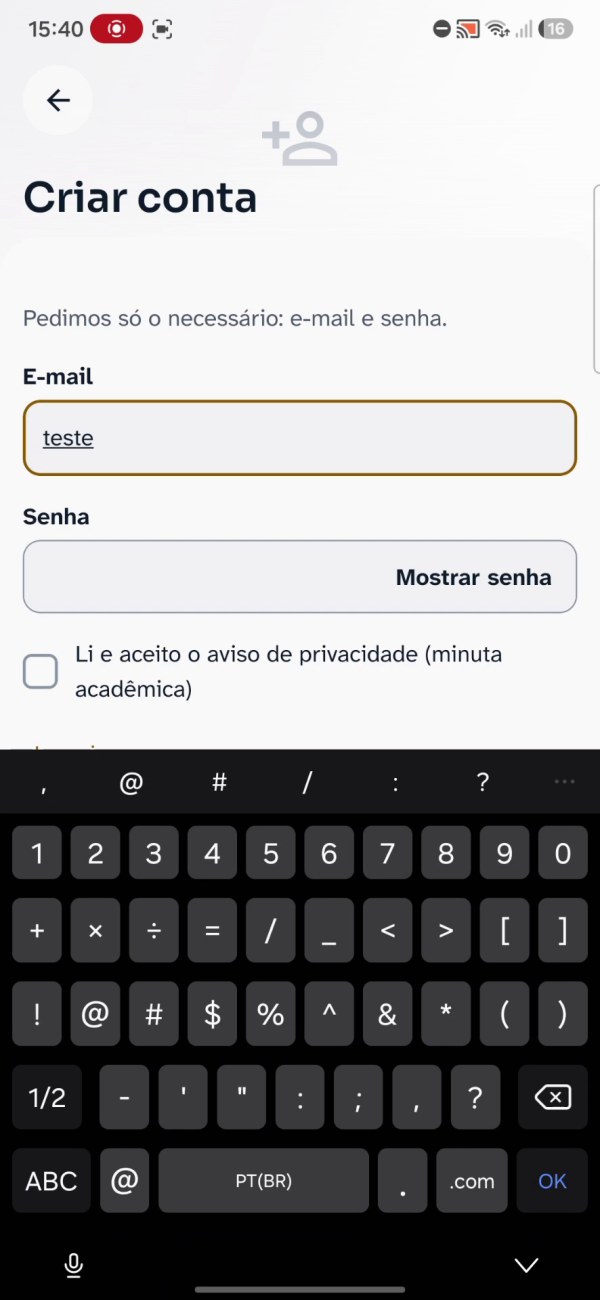 15:40 16
Criar conta
Pedimos só o necessário: e-mail e senha.
E-mail
teste
Senha
Mostrar senha
Li e aceito o aviso de privacidade (minuta
acadêmica)
, @ # / : ? ...
1 2 3 4 5 6 7 8 9 0
+ × ÷ = / _ < > [ ]
! @ # $ % ^ & * ( )
1/2 - ' " : ; , ?
ABC @ PT(BR) . .com OK